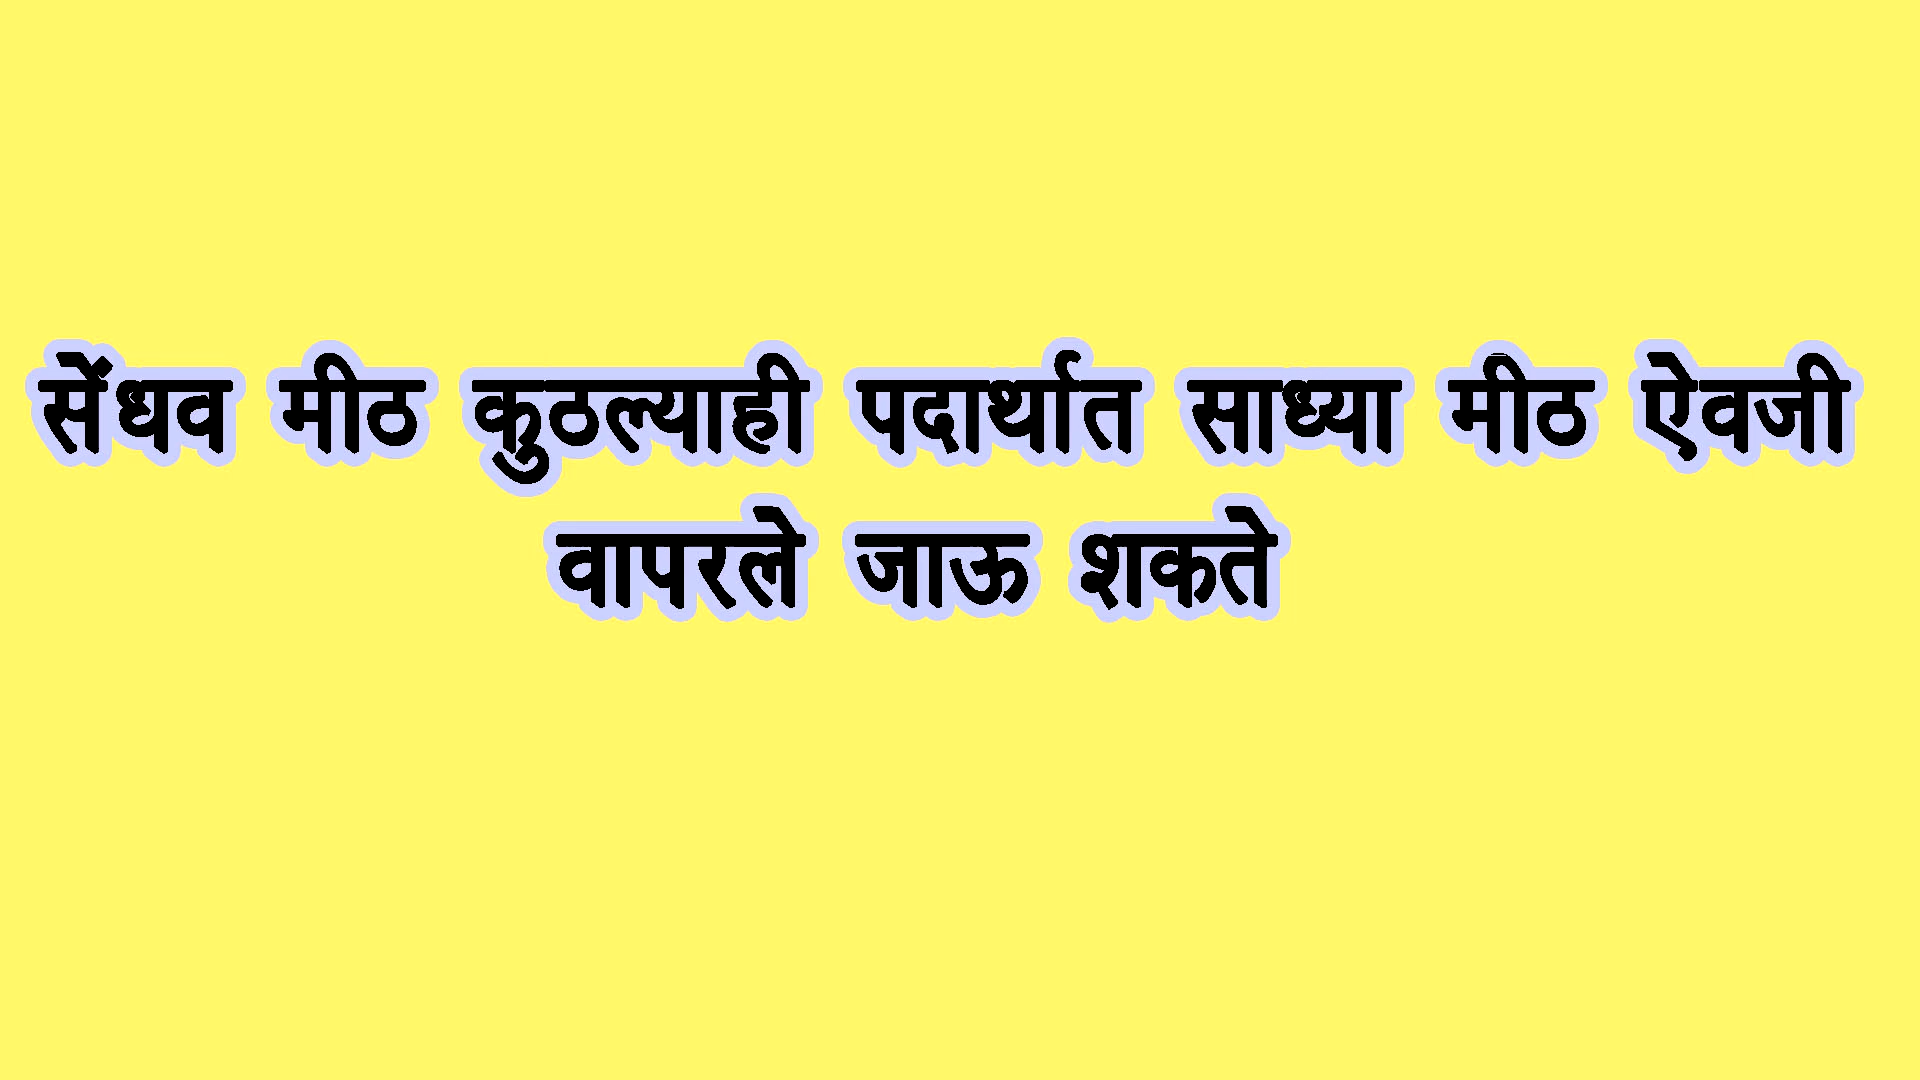 सेंधव मीठ कुठल्याही पदार्थात साध्या मीठ ऐवजी
वापरले जाऊ शकते